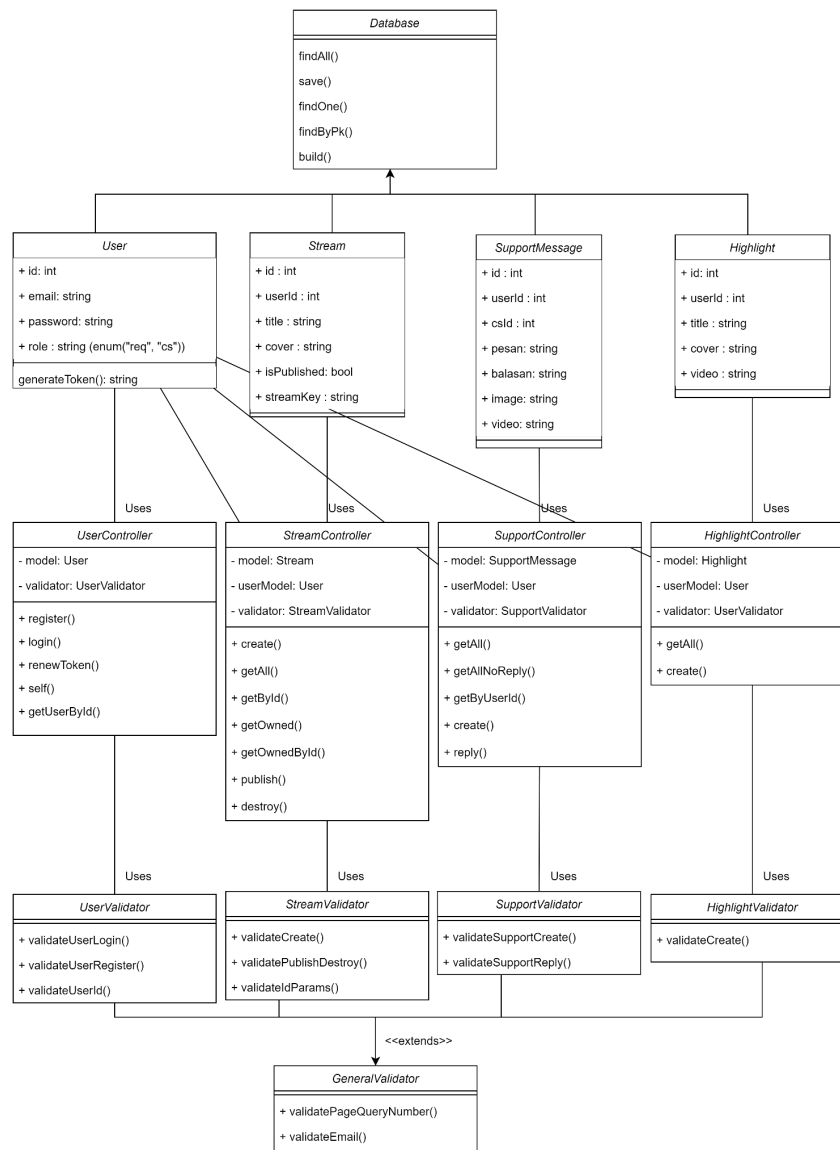 Database
findAll()
save()
findOne()
findByPk()
build()
User
+ id: int
+ email: string
+ password: string
+ role : string (enum("req", "cs"))
generateToken(): string
Stream
+ id : int
+ userId : int
+ title : string
+ cover : string
+ isPublished: bool
+ streamKey : string
SupportMessage
+ id : int
+ userId : int
+ csId : int
+ pesan: string
+ balasan: string
+ image: string
+ video: string
Highlight
+ id: int
+ userId : int
+ title : string
+ cover : string
+ video : string
Uses
Uses
Uses
Uses
UserController
- model: User
- validator: UserValidator
+ register()
+ login()
+ renewToken()
+ self()
+ getUserById()
StreamController
- model: Stream
- userModel: User
- validator: StreamValidator
+ create()
+ getAll()
+ getById()
+ getOwned()
+ getOwnedById()
+ publish()
+ destroy()
SupportController
- model: SupportMessage
- userModel: User
- validator: SupportValidator
+ getAll()
+ getAllNoReply()
+ getByUserId()
+ create()
+ reply()
HighlightController
- model: Highlight
- userModel: User
- validator: UserValidator
+ getAll()
+ create()
Uses
Uses
Uses
Uses
UserValidator
+ validateUserLogin()
+ validateUserRegister()
+ validateUserId()
StreamValidator
+ validateCreate()
+ validatePublishDestroy()
+ validateIdParams()
SupportValidator
+ validateSupportCreate()
+ validateSupportReply()
HighlightValidator
+ validateCreate()
<<extends>>
GeneralValidator
+ validatePageQueryNumber()
+ validateEmail()